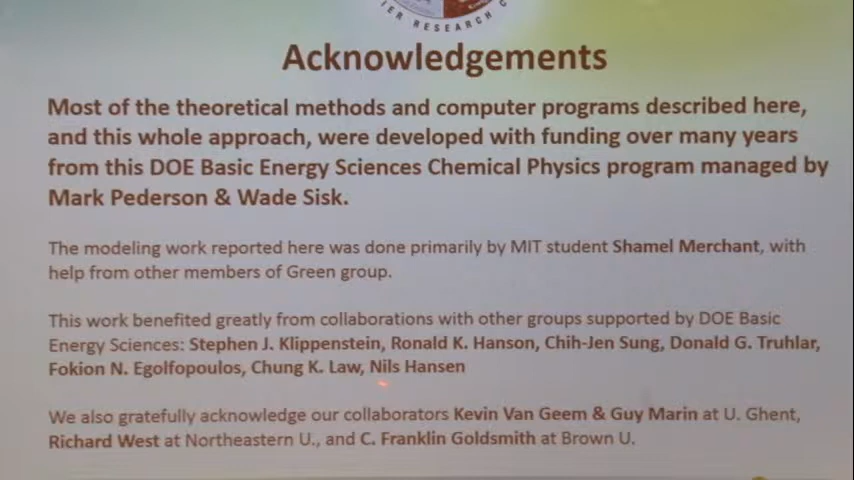 IER RESEARCH C
Acknowledgements
Most of the theoretical methods and computer programs described here,
and this whole approach, were developed with funding over many years
from this DOE Basic Energy Sciences Chemical Physics program managed by
Mark Pederson & Wade Sisk.
The modeling work reported here was done primarily by MIT student Shamel Merchant, with
help from other members of Green group.
This work benefited greatly from collaborations with other groups supported by DOE Basic
Energy Sciences: Stephen J. Klippenstein, Ronald K. Hanson, Chih-Jen Sung, Donald G. Truhlar,
Fokion N. Egolfopoulos, Chung K. Law, Nils Hansen
We also gratefully acknowledge our collaborators Kevin Van Geem & Guy Marin at U. Ghent,
Richard West at Northeastern U., and C. Franklin Goldsmith at Brown U.